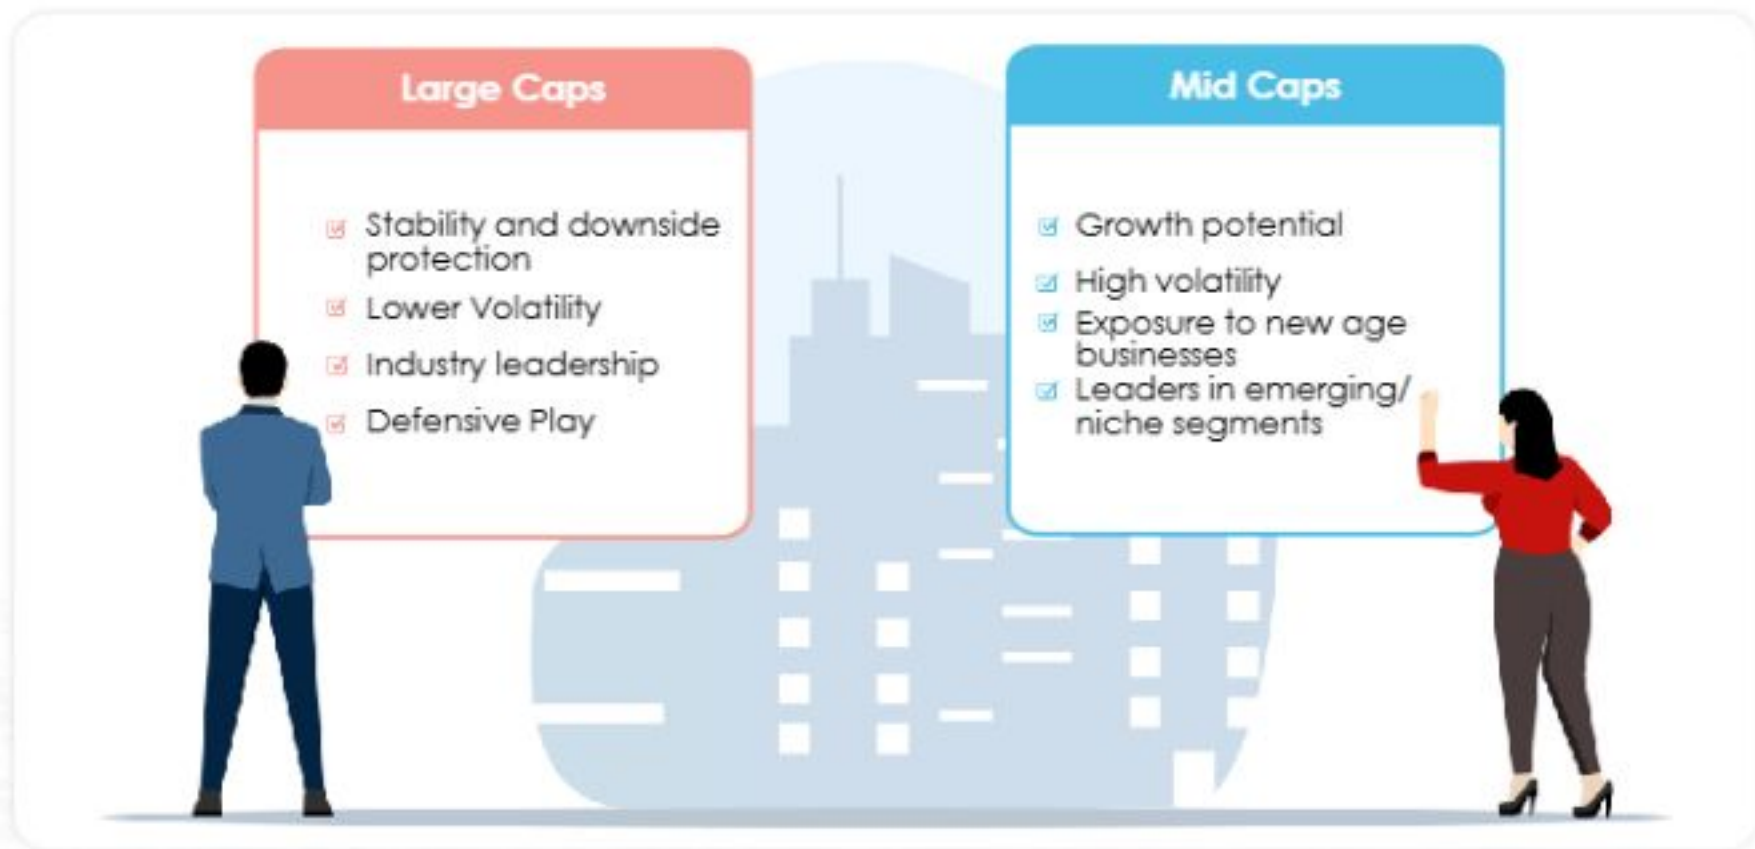 Large Caps
Stability and downside
protection
Lower Volatility
Industry leadership
Defensive Play
Mid Caps
Growth potential
High volatility
Exposure to new age
businesses
Leaders in emerging/
niche segments